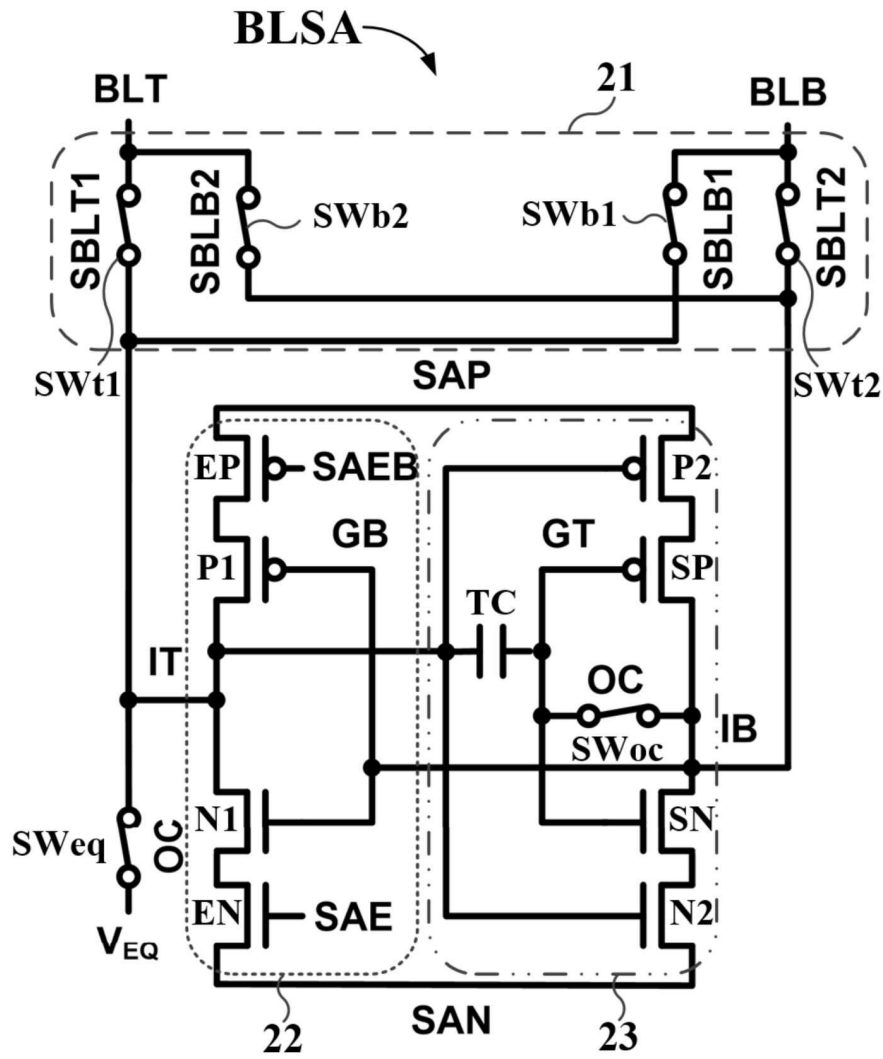 BLSA
21
BLT
BLB
SBLT1
SBLB2
SWb2
SWb1
SBLB1
SBLT2
SWt1
SWt2
SAP
EP
SAEB
P2
GB
GT
P1
SP
TC
IT
OC
IB
SWoc
N1
SN
SWeq
OC
EN
SAE
N2
VEQ
22
SAN
23